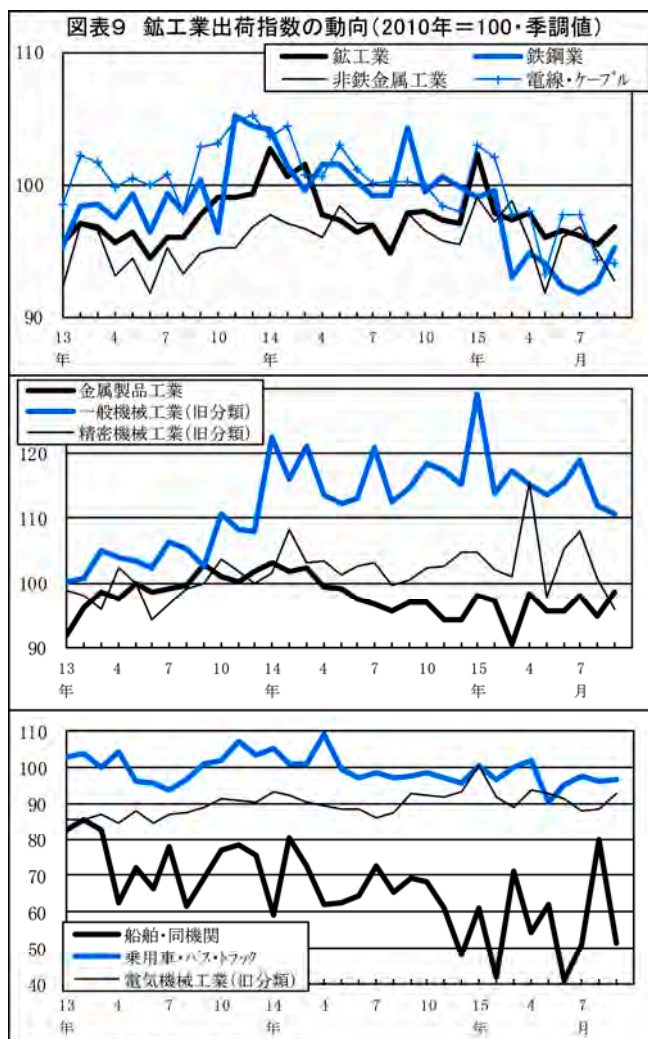 図表9 鉱工業出荷指数の動向(2010年=100・季調値)
110
鉱工業 鉄鋼業
非鉄金属工業 電線・ケーブル
100
90
13 4 7 10 14 4 7 10 15 4 7
年 年 年 月
金属製品工業
一般機械工業(旧分類)
精密機械工業(旧分類)
120
110
100
90
13 4 7 10 14 4 7 10 15 4 7
年 年 年 月
110
100
90
80
70
60
船舶・同機関
50
乗用車・バス・トラック
電気機械工業(旧分類)
40
13 4 7 10 14 4 7 10 15 4 7
年 年 年 月